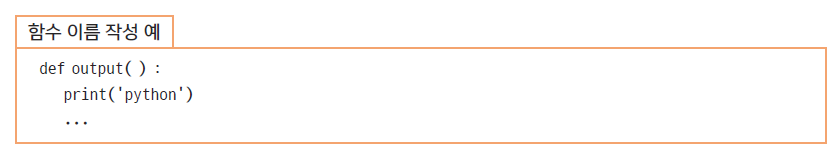 함수 이름 작성 예
def output( ) :
print('python')
...